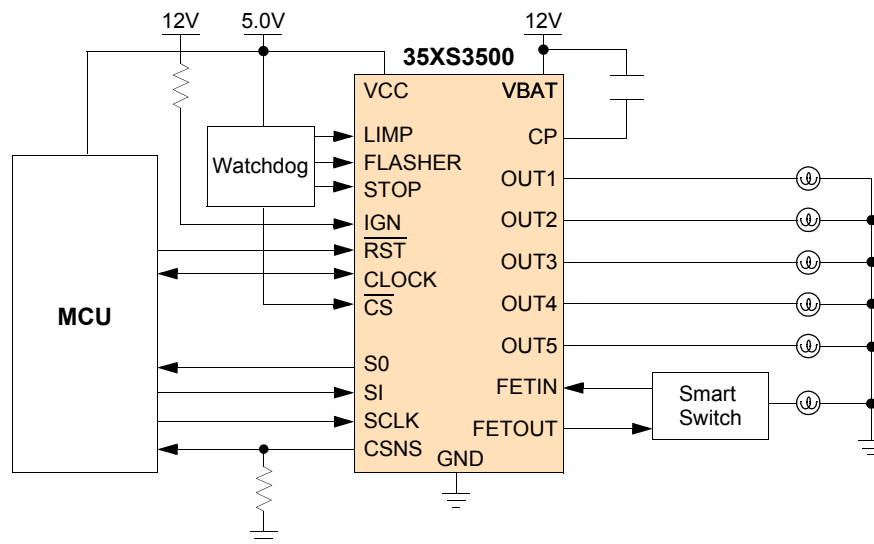 12V
5.0V
12V
35XS3500
VCC
VBAT
LIMP
CP
Watchdog
FLASHER
STOP
OUT1
IGN
OUT2
RST
CLOCK
OUT3
CS
OUT4
MCU
OUT5
S0
SI
FETIN
Smart
Switch
SCLK
FETOUT
CSNS
GND